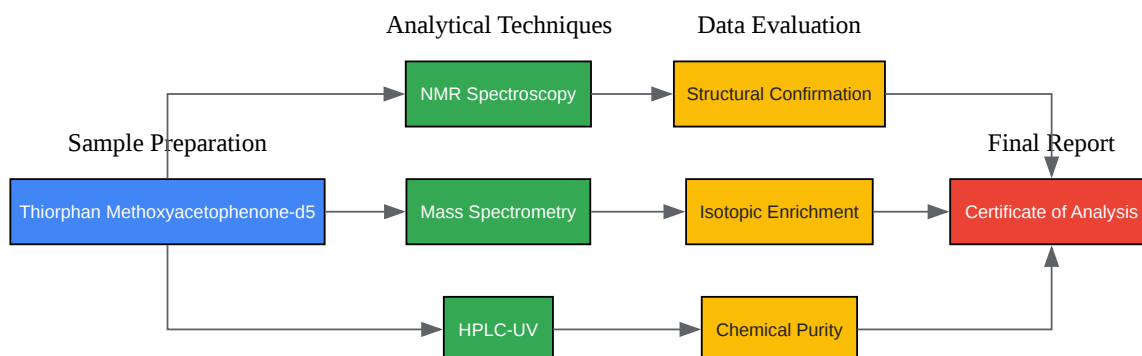 Analytical Techniques
Data Evaluation
NMR Spectroscopy
Structural Confirmation
Sample Preparation
Final Report
Thiorphan Methoxyacetophenone-d5
Mass Spectrometry
Isotopic Enrichment
Certificate of Analysis
HPLC-UV
Chemical Purity